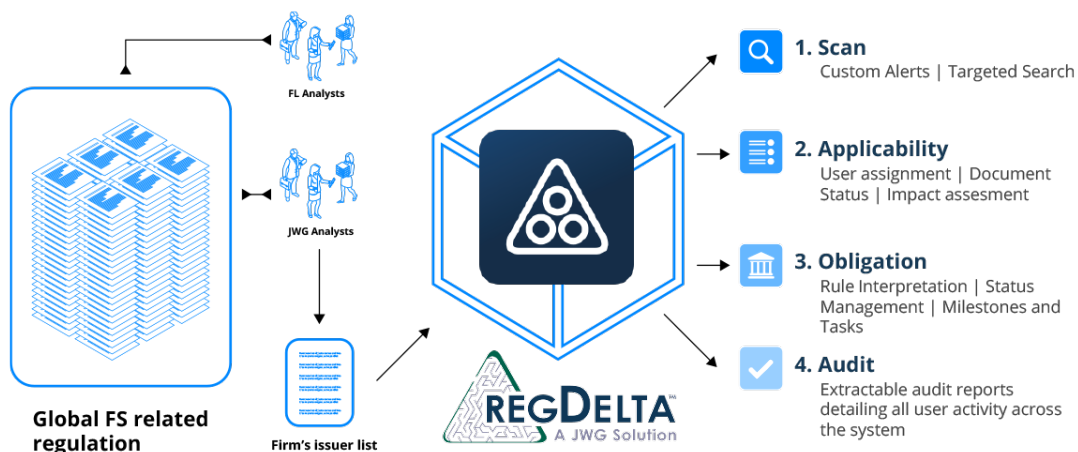 FL Analysts
JWG Analysts
Global FS related
regulation
Firm's issuer list
REGDELTA™
A JWG Solution
1. Scan
Custom Alerts | Targeted Search
2. Applicability
User assignment | Document
Status | Impact assesment
3. Obligation
Rule Interpretation | Status
Management | Milestones and
Tasks
4. Audit
Extractable audit reports
detailing all user activity across
the system